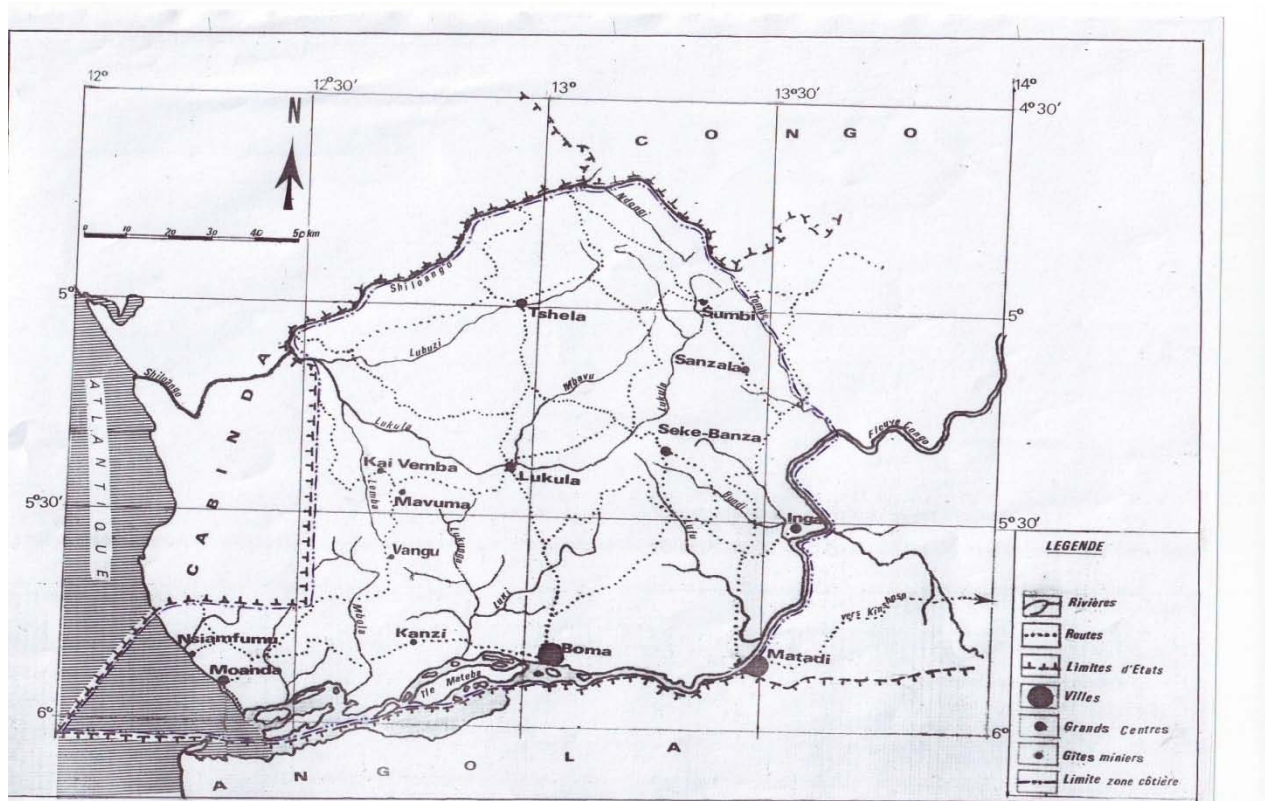 12°
12°30
13°
13°30
14°
4°30'
N
C O N G O
0 10 20 30 40 50 km
Ndangi
Shiloango
5°
Tshela
Sumbi
5°
Lubuzi
Sanzala
Mbavu
Lukula
Shiloango
ATLANTIQUE
CABINDA
Lukula
Seke-Banza
Fleuve Congo
Kai Vemba
Lukula
Lemba
Mavuma
5°30'
Inga
5°30'
Vangu
LEGENDE
Rivières
vers Kinshasa
Routes
Nsiamfumu
Kanzi
Boma
Matadi
Limites d'Etats
Moanda
Ile Mateba
Villes
6°
6°
Grands Centres
Gîtes miniers
Limite zone côtière
A N G O L A